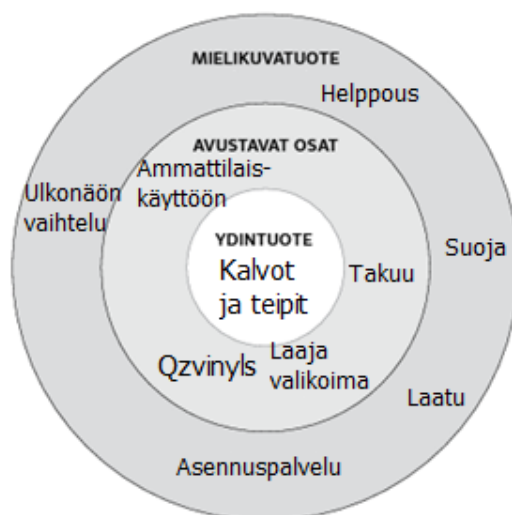 MIELIKUVATUOTE
Helppous
AVUSTAVAT OSAT
Ammattilais-
käyttöön
Ulkonäön
vaihtelu
YDINTUOTE
Kalvot
ja teipit
Suoja
Takuu
Qzvinyls
Laaja
valikoima
Laatu
Asennuspalvelu